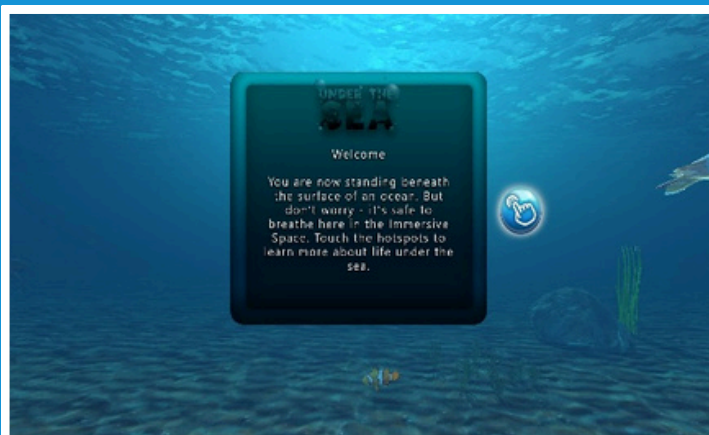 UNDER THE
SEA
Welcome
You are now standing beneath
the surface of an ocean. But
don't worry - it's safe to
breathe here in the Immersive
Space. Touch the hotspots to
learn more about life under the
sea.